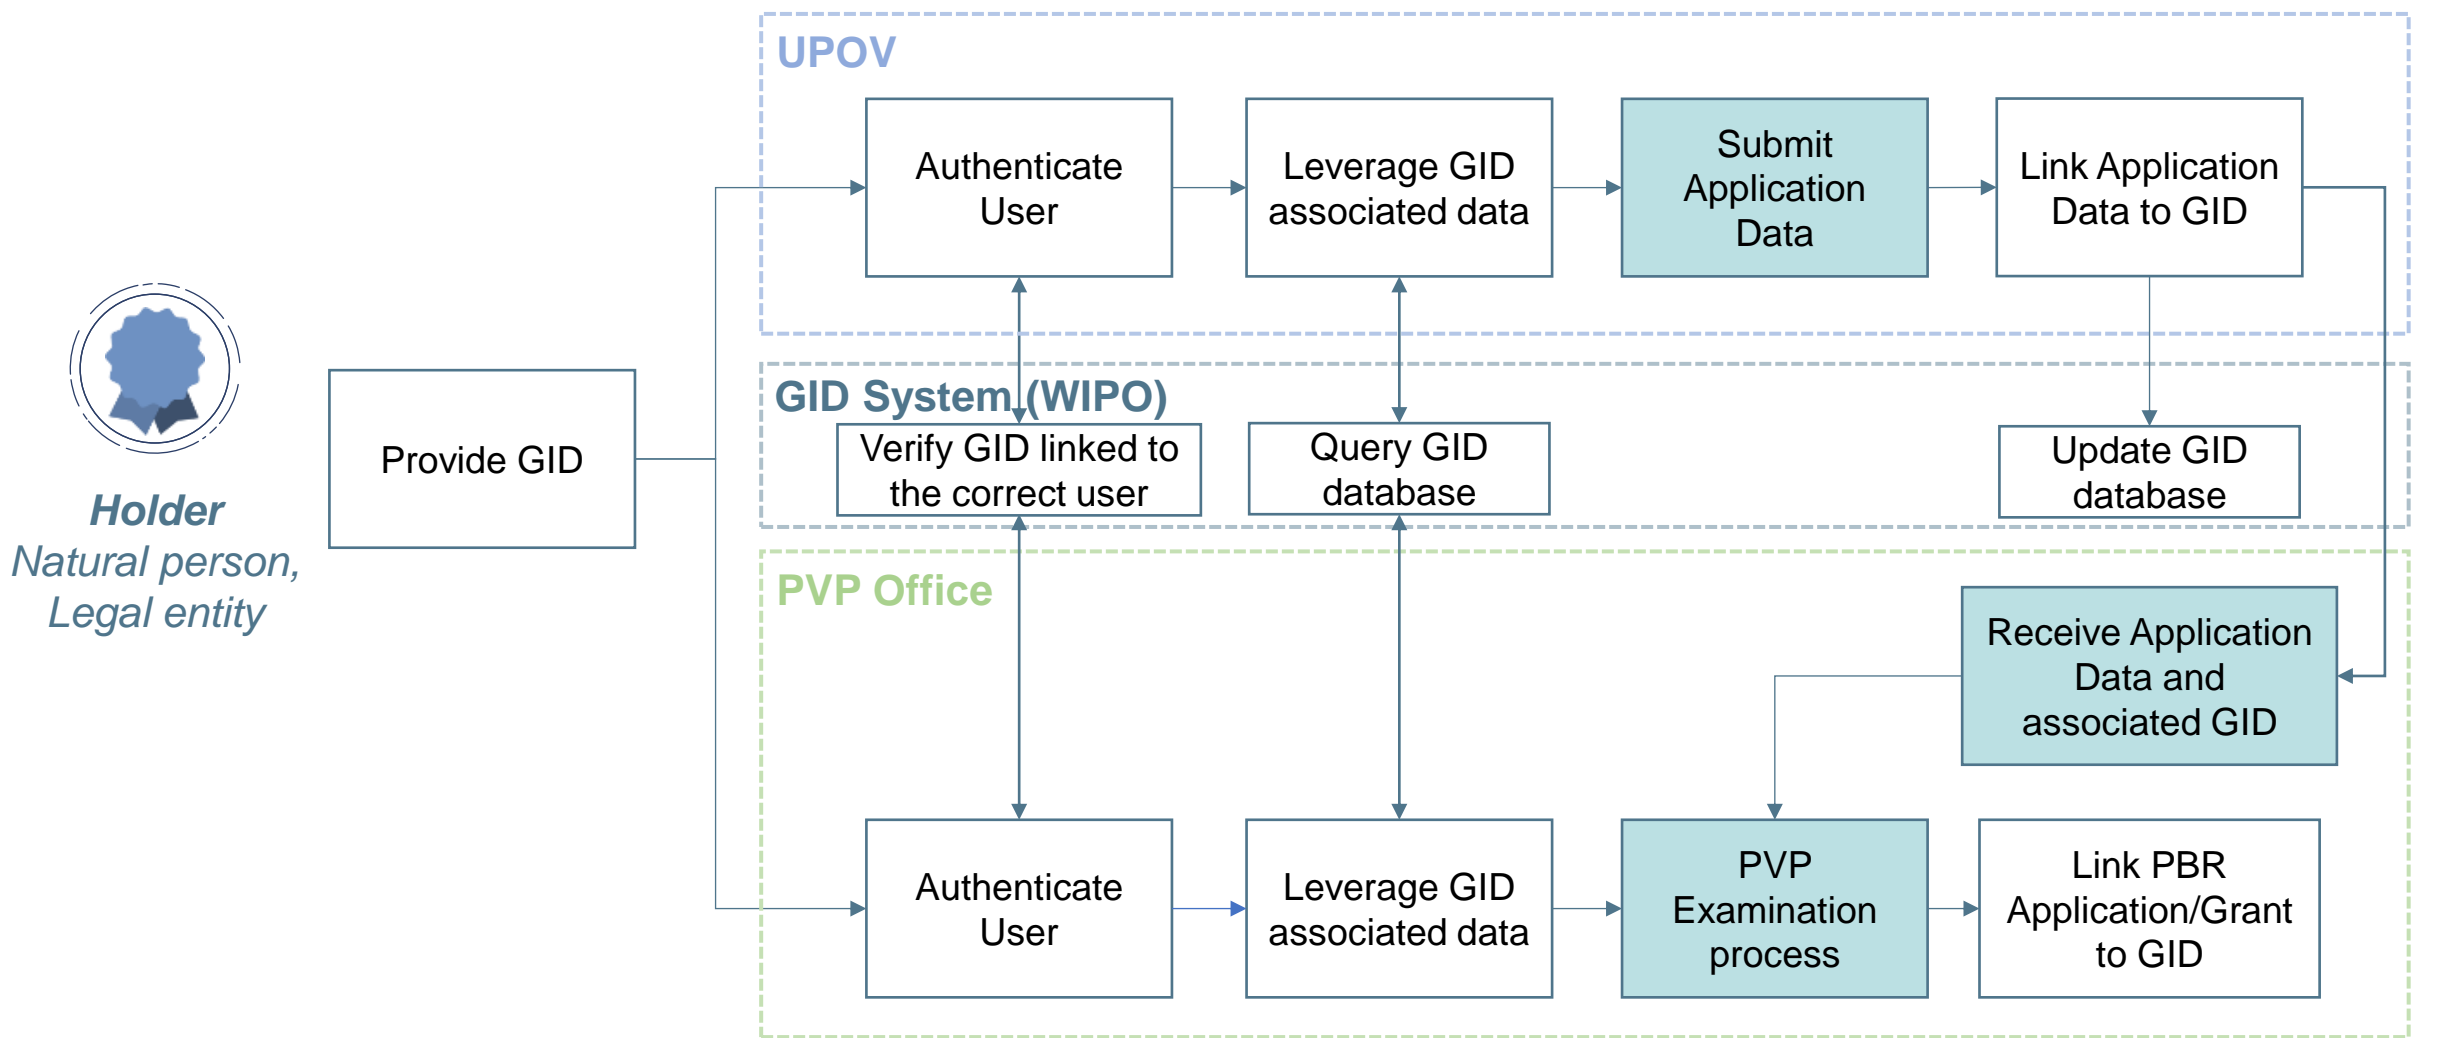 UPOV
Authenticate
User
Leverage GID
associated data
Submit
Application
Data
Link Application
Data to GID
Holder
Natural person,
Legal entity
Provide GID
GID System (WIPO)
Verify GID linked to
the correct user
Query GID
database
Update GID
database
PVP Office
Receive Application
Data and
associated GID
Authenticate
User
Leverage GID
associated data
PVP
Examination
process
Link PBR
Application/Grant
to GID